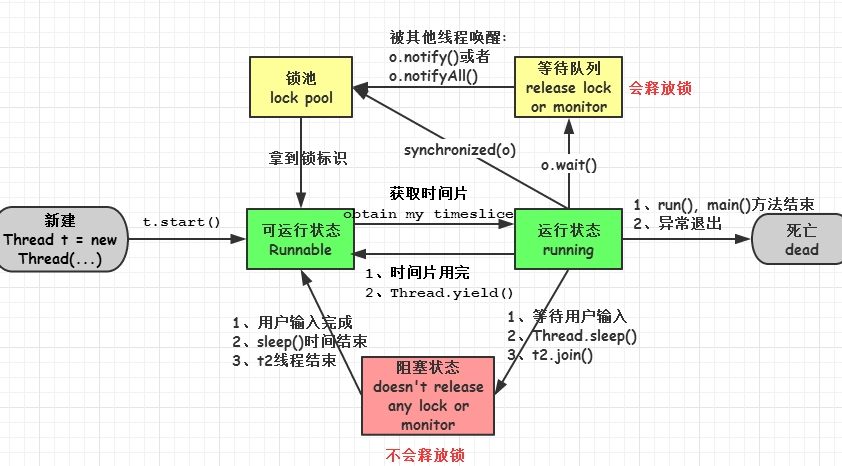 被其他线程唤醒:
o.notify()或者
o.notifyAll()
锁池
lock pool
等待队列
release lock
or monitor
会释放锁
synchronized(o)
o.wait()
拿到锁标识
获取时间片
obtain my timeslice
新建
Thread t = new
Thread(...)
t.start()
可运行状态
Runnable
运行状态
running
1、run(), main()方法结束
2、异常退出
死亡
dead
1、时间片用完
2、Thread.yield()
1、用户输入完成
2、sleep()时间结束
3、t2线程结束
1、等待用户输入
2、Thread.sleep()
3、t2.join()
阻塞状态
doesn't release
any lock or
monitor
不会释放锁